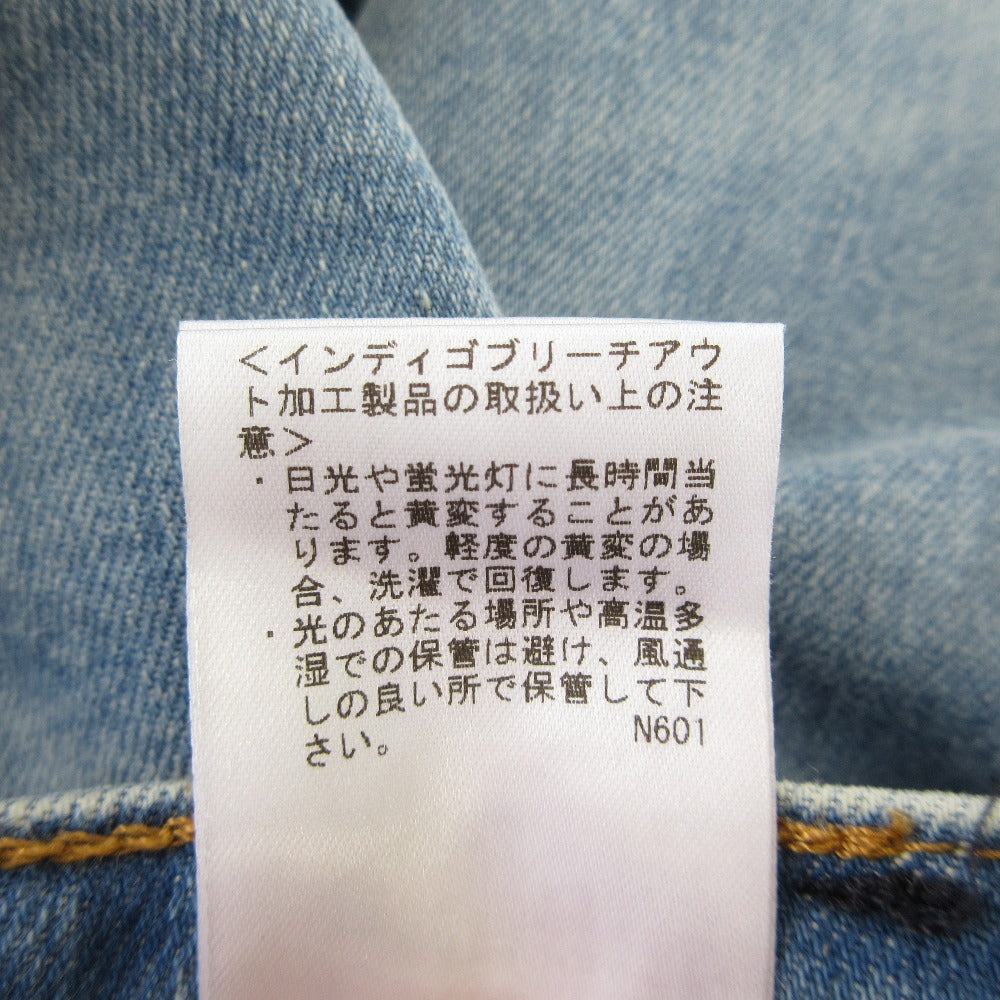 <インディゴブリーチアウ
ト加工製品の取扱い上の注
意>
・日光や蛍光灯に長時間当
たると黄変することがあ
ります。軽度の黄変の場
合、洗濯で回復します。
・光のあたる場所や高温多
湿での保管は避け、風通
しの良い所で保管して下
さい。 N601